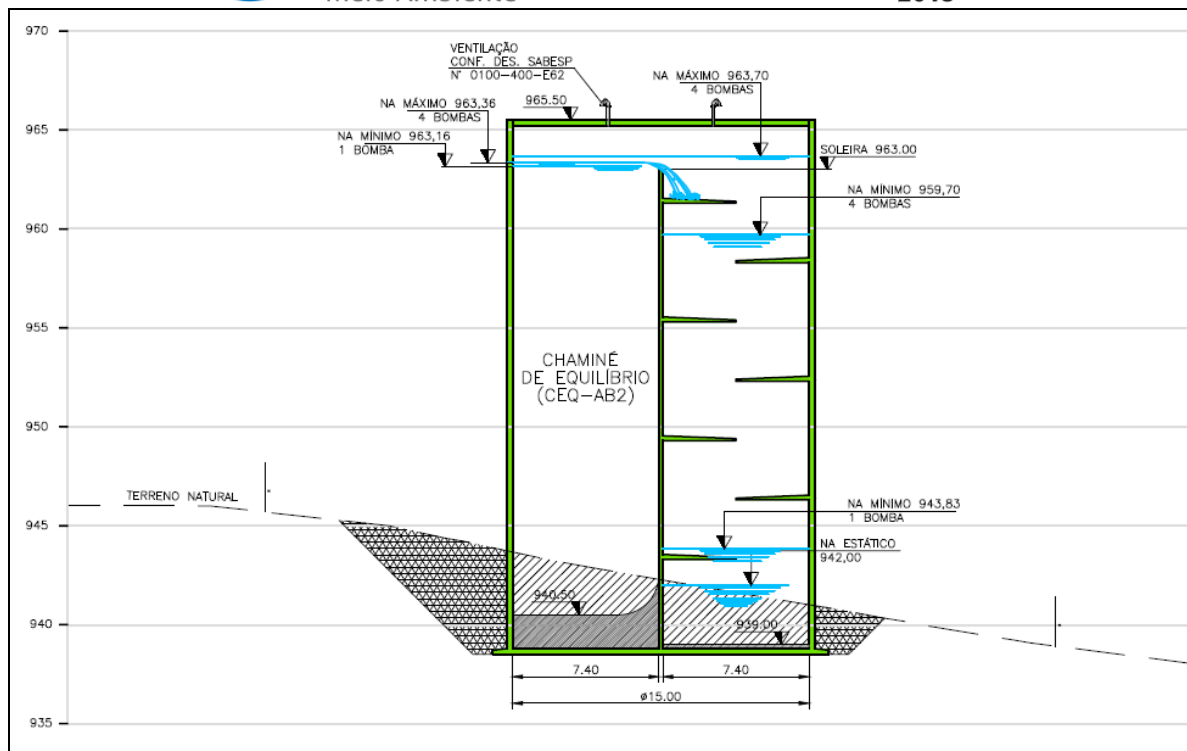 970
VENTILAÇÃO
CONF. DES. SABESP
N° 0100-400-E62
NA MÁXIMO 963,70
4 BOMBAS
NA MÁXIMO 963,36
4 BOMBAS
965.50
965
NA MÍNIMO 963,16
1 BOMBA
SOLEIRA 963.00
NA MÍNIMO 959,70
4 BOMBAS
960
955
CHAMINÉ
DE EQUILÍBRIO
(CEQ-AB2)
950
TERRENO NATURAL
NA MÍNIMO 943,83
1 BOMBA
945
NA ESTÁTICO
942,00
940.50
940
939.00
7.40
7.40
ø15.00
935